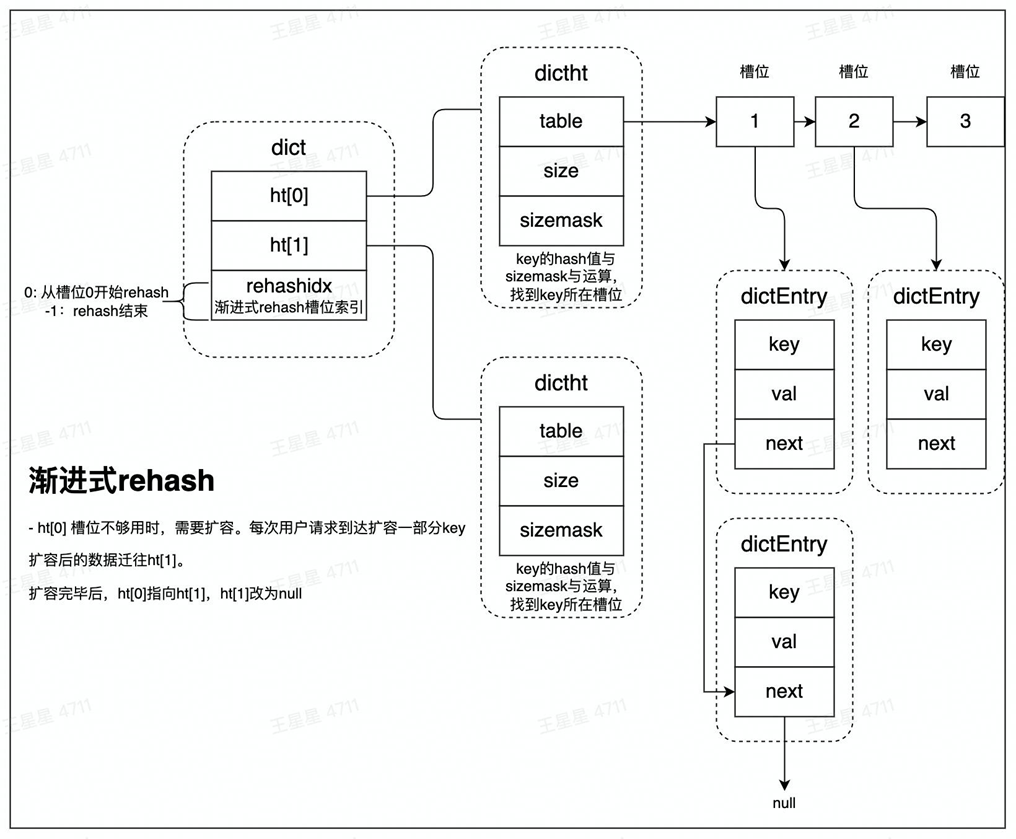 王星星 4711
dict
ht[0]
ht[1]
rehashidx
渐进式rehash槽位索引
0: 从槽位0开始rehash
-1：rehash结束
dictht
table
size
sizemask
key的hash值与
sizemask与运算，
找到key所在槽位
dictht
table
size
sizemask
key的hash值与
sizemask与运算，
找到key所在槽位
槽位
槽位
槽位
1
2
3
dictEntry
key
val
next
dictEntry
key
val
next
dictEntry
key
val
next
null
渐进式rehash
- ht[0] 槽位不够用时，需要扩容。每次用户请求到达扩容一部分key
扩容后的数据迁往ht[1]。
扩容完毕后，ht[0]指向ht[1]，ht[1]改为null